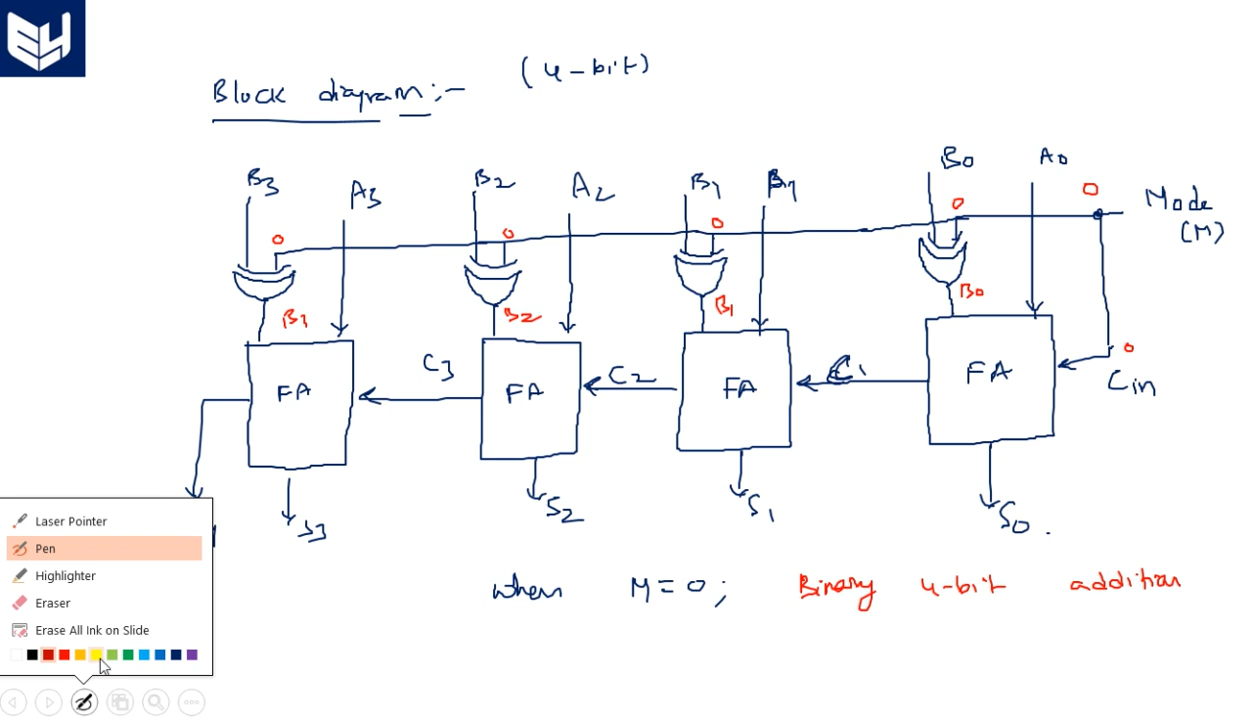 Block diagram :- (4-bit)
B3 A3 B2 A2 B1 B1 B0 A0
0 0 0 0 0 Mode
(M)
B3 B2 B1 B0
FA C3 FA C2 FA C1 FA 0
Cin
S3 S2 S1 S0 .
when M = 0 ; Binary 4-bit addition
Laser Pointer
Pen
Highlighter
Eraser
Erase All Ink on Slide